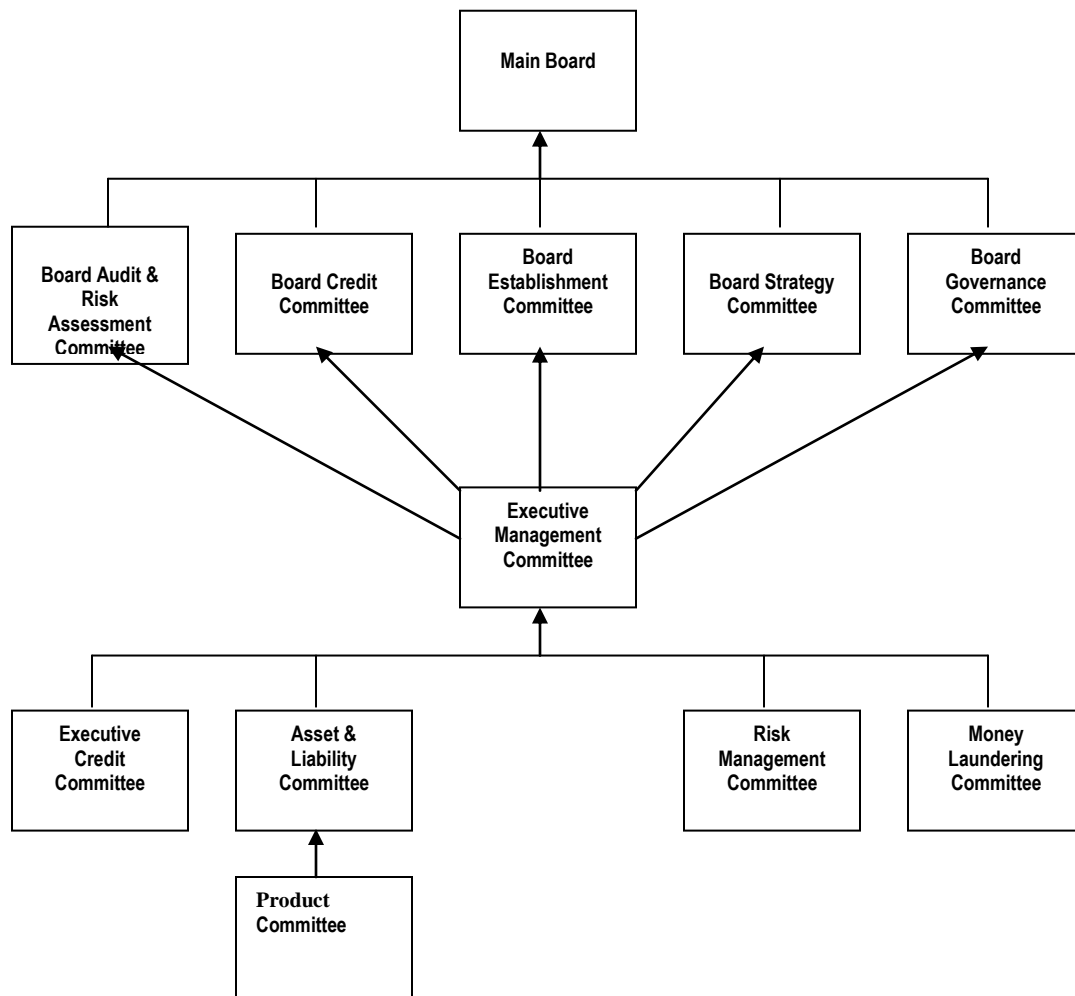 Main Board
Board Audit &
Risk
Assessment
Committee
Board Credit
Committee
Board
Establishment
Committee
Board Strategy
Committee
Board
Governance
Committee
Executive
Management
Committee
Executive
Credit
Committee
Asset &
Liability
Committee
Risk
Management
Committee
Money
Laundering
Committee
Product
Committee